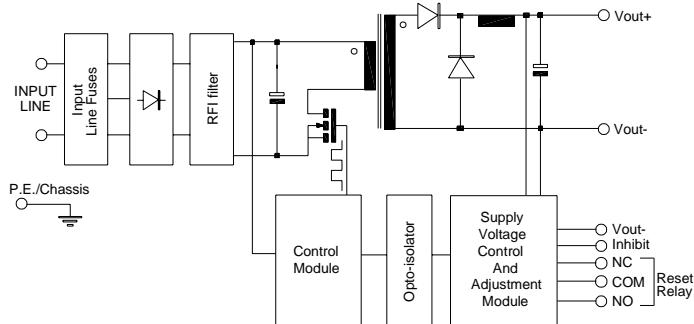 Vout+
INPUT
LINE
Input
Line Fuses
RFI filter
Vout-
P.E./Chassis
Control
Module
Opto-isolator
Supply
Voltage
Control
And
Adjustment
Module
Vout-
Inhibit
NC
COM
NO
Reset
Relay